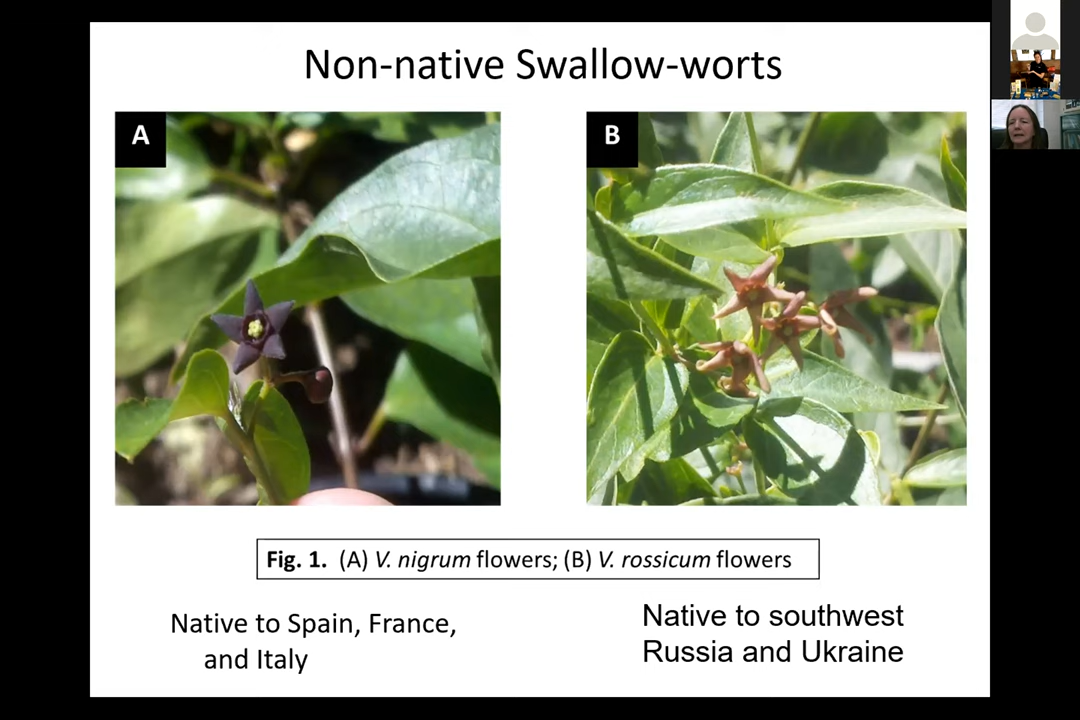 Non-native Swallow-worts
A
B
Fig. 1. (A) V. nigrum flowers; (B) V. rossicum flowers
Native to Spain, France,
and Italy
Native to southwest
Russia and Ukraine